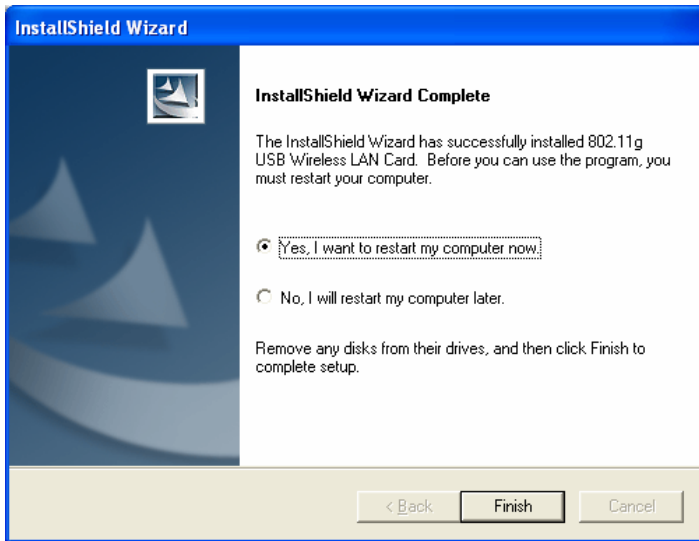 InstallShield Wizard
InstallShield Wizard Complete
The InstallShield Wizard has successfully installed 802.11g
USB Wireless LAN Card.  Before you can use the program, you
must restart your computer.
Yes, I want to restart my computer now.
No, I will restart my computer later.
Remove any disks from their drives, and then click Finish to
complete setup.
< Back Finish Cancel